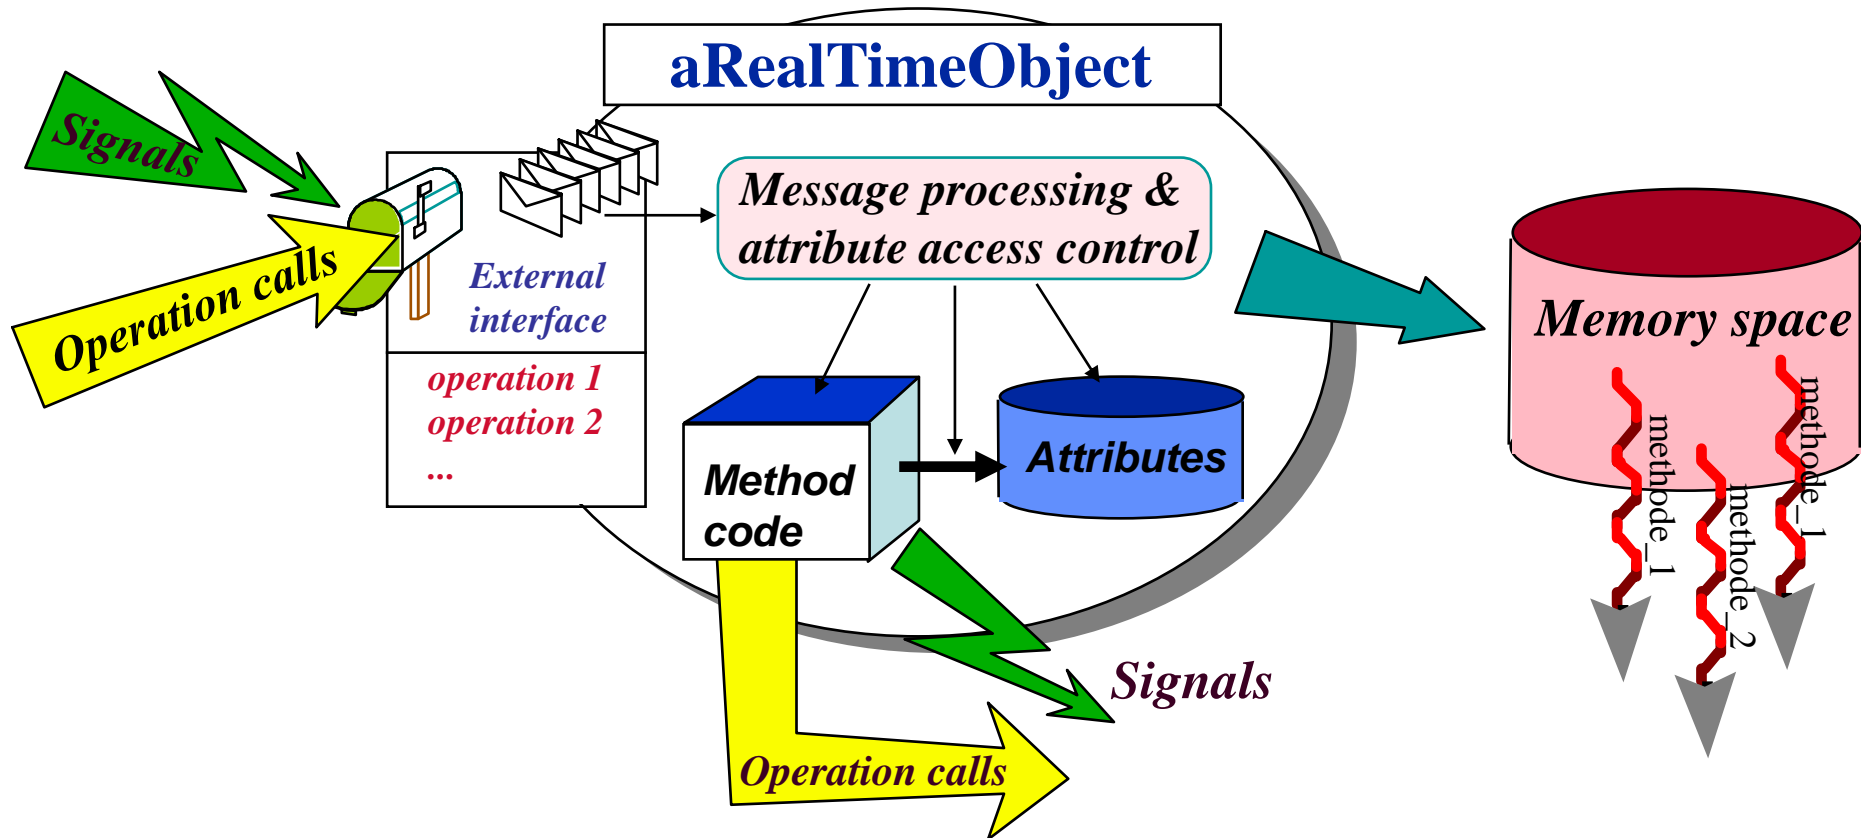 aRealTimeObject
Signals
Operation calls
External
interface
operation 1
operation 2
...
Message processing &
attribute access control
Method
code
Attributes
Signals
Operation calls
Memory space
methode_1
methode_2
methode_1